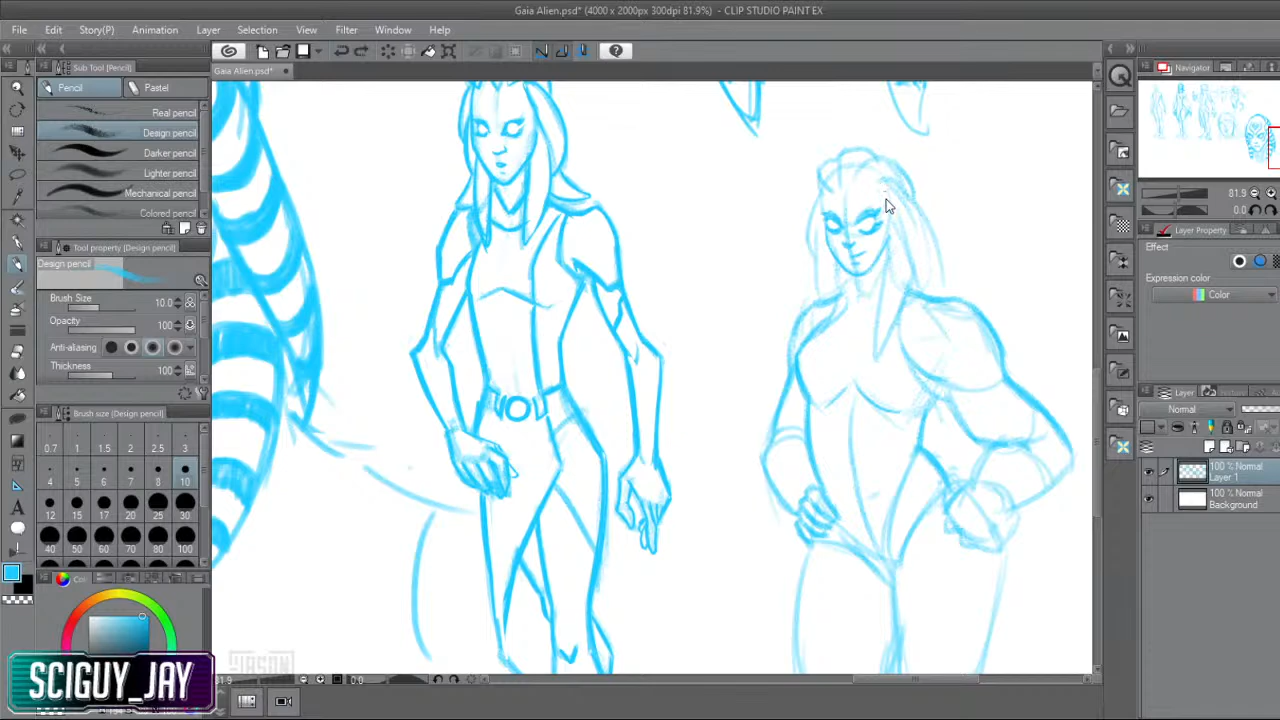 Gaia Alien.psd* (4000 x 2000px 300dpi 81.9%) - CLIP STUDIO PAINT EX
File Edit Story(P) Animation Layer Selection View Filter Window Help
Gaia Alien.psd*
Sub Tool [Pencil]
Pencil Pastel
Real pencil
Design pencil
Darker pencil
Lighter pencil
Mechanical pencil
Colored pencil
Tool property [Design pencil]
Design pencil
Brush Size 10.0
Opacity 100
Anti-aliasing
Thickness 100
Brush size [Design pencil]
0.7 1 1.5 2 2.5 3
4 5 6 7 8 10
12 15 17 20 25 30
40 50 60 70 80 100
Navigator
81.9
0.0
Layer Property
Effect
Expression color
Color
Layer
Normal
100 % Normal
Layer 1
100 % Normal
Background
0.0
SCIGUY_JAY
JASON